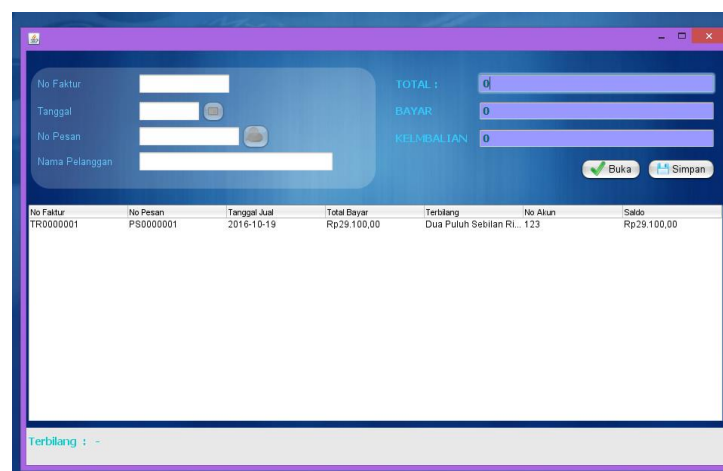 No Faktur
Tanggal
No Pesan
Nama Pelanggan
TOTAL : 0
BAYAR 0
KELMBALIAN 0
Buka Simpan
No Faktur No Pesan Tanggal Jual Total Bayar Terbilang No Akun Saldo
TR0000001 PS0000001 2016-10-19 Rp29.100,00 Dua Puluh Sebilan Ri... 123 Rp29.100,00
Terbilang : -